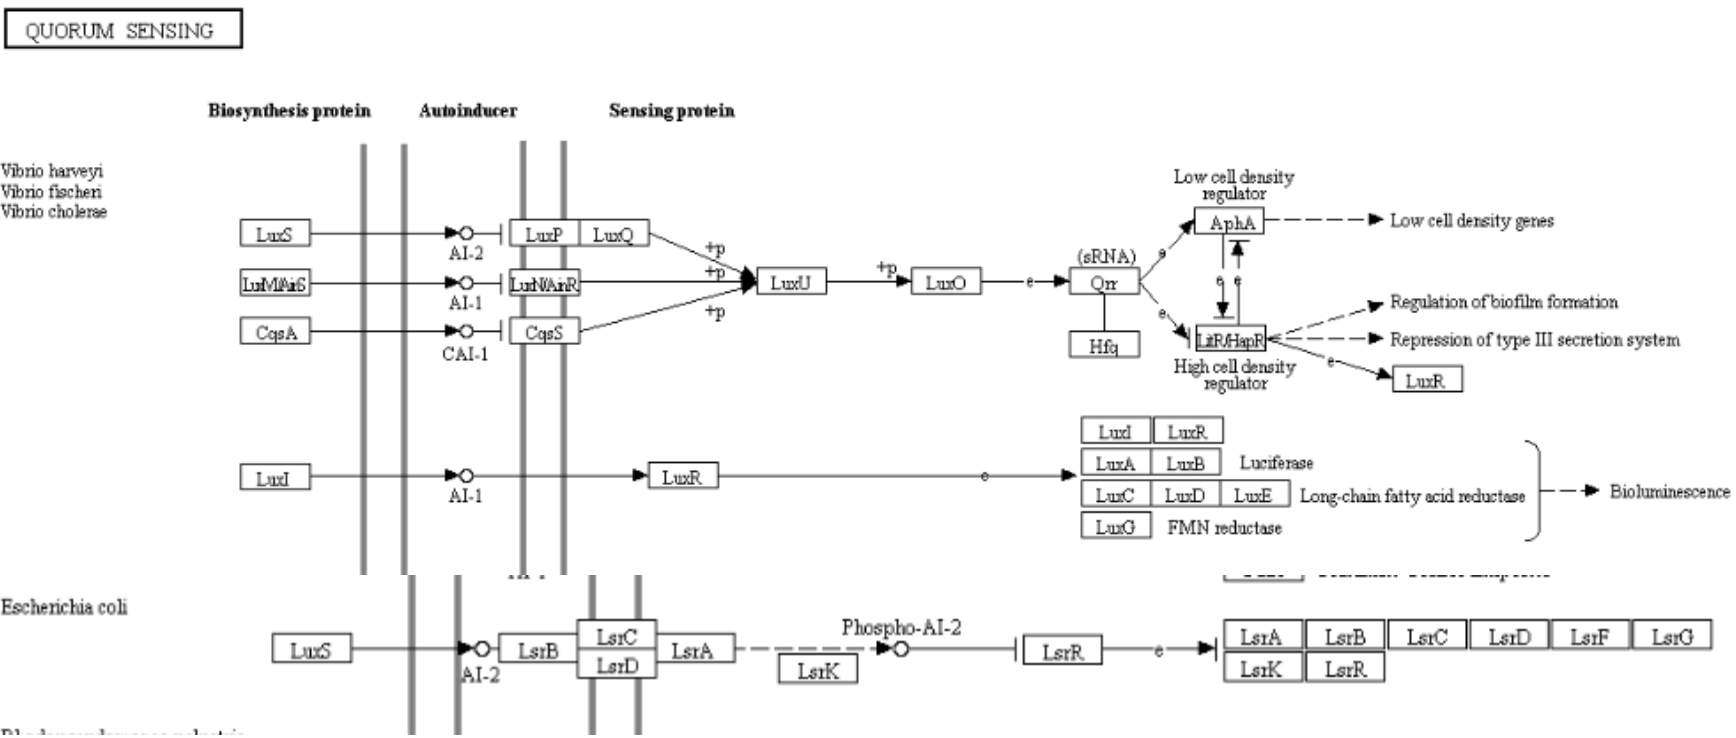 QUORUM SENSING
Biosynthesis protein Autoinducer Sensing protein
Vibrio harveyi
Vibrio fischeri
Vibrio cholerae
LuxS
AI-2
LuxP LuxQ
+p
LuxM/AinS
AI-1
LuxN/AinR
+p
CqsA
CAI-1
CqsS
+p
LuxU
+p
LuxO
e
(sRNA)
Qrr
Hfq
e
e
Low cell density
regulator
AphA
Low cell density genes
e e
LitR/HapR
High cell density
regulator
Regulation of biofilm formation
Repression of type III secretion system
e
LuxR
LuxI
AI-1
LuxR
e
LuxI LuxR
LuxA LuxB Luciferase
LuxC LuxD LuxE Long-chain fatty acid reductase
LuxG FMN reductase
Bioluminescence
Escherichia coli
LuxS
AI-2
LsrB
LsrC
LsrD
LsrA
LsrK
Phospho-AI-2
LsrR
e
LsrA LsrB LsrC LsrD LsrF LsrG
LsrK LsrR